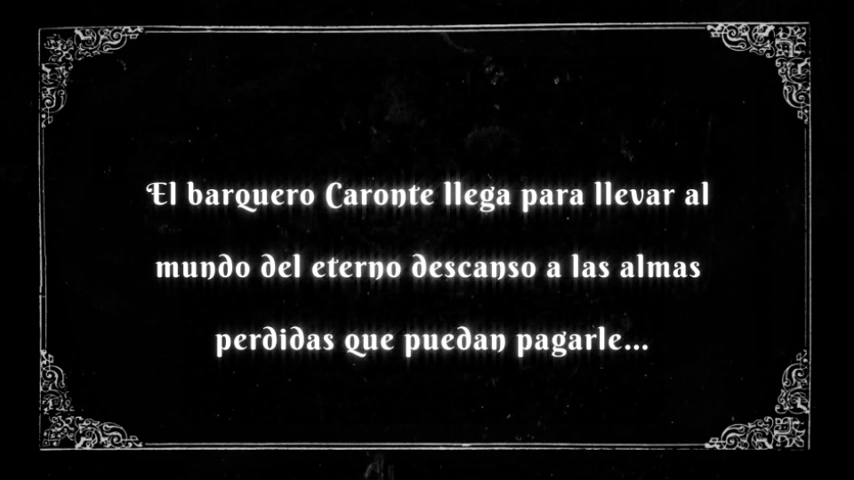 El barquero Caronte llega para llevar al
mundo del eterno descanso a las almas
perdidas que puedan pagarle...